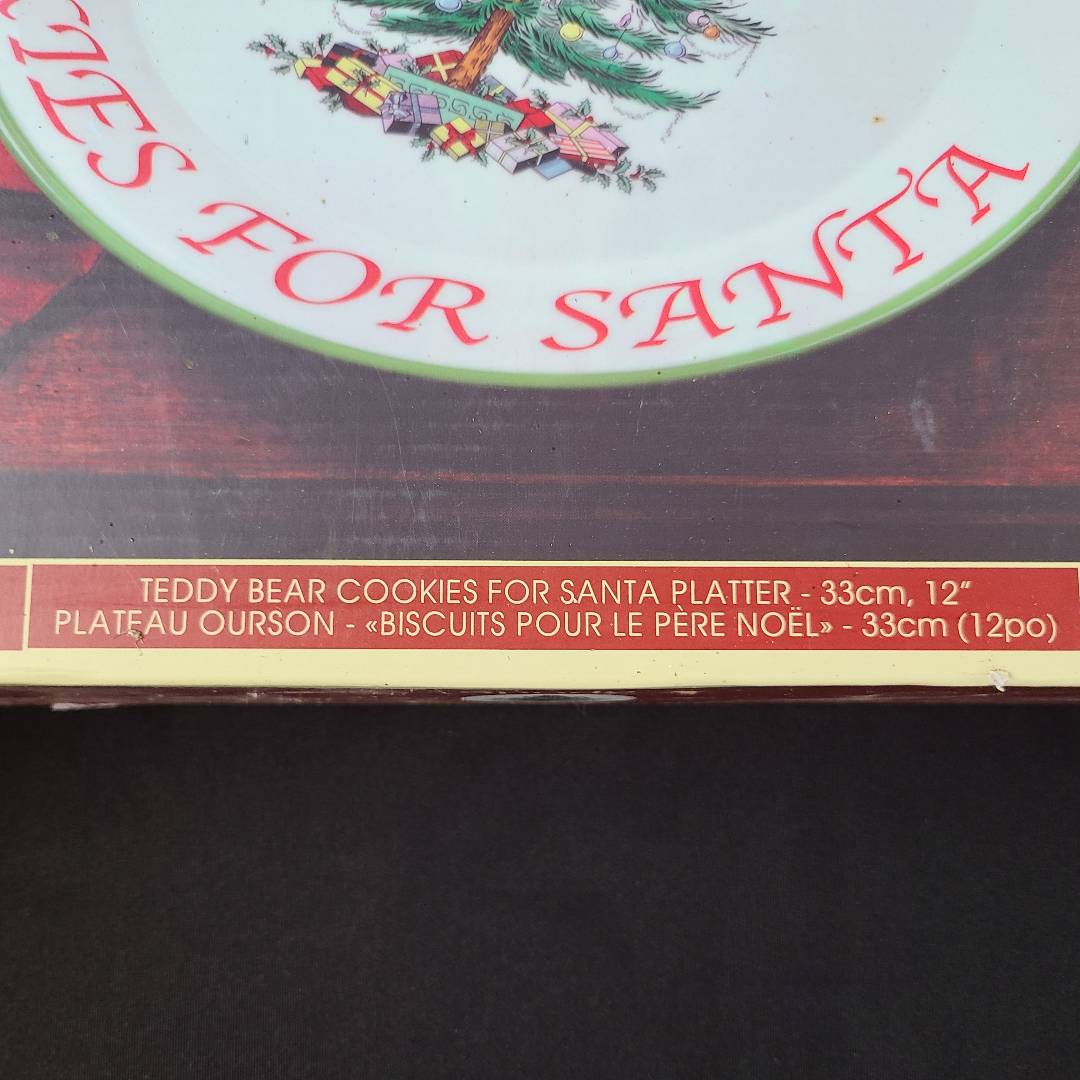 IES FOR SANTA
TEDDY BEAR COOKIES FOR SANTA PLATTER - 33cm, 12"
PLATEAU OURSON - «BISCUITS POUR LE PÈRE NOËL» - 33cm (12po)